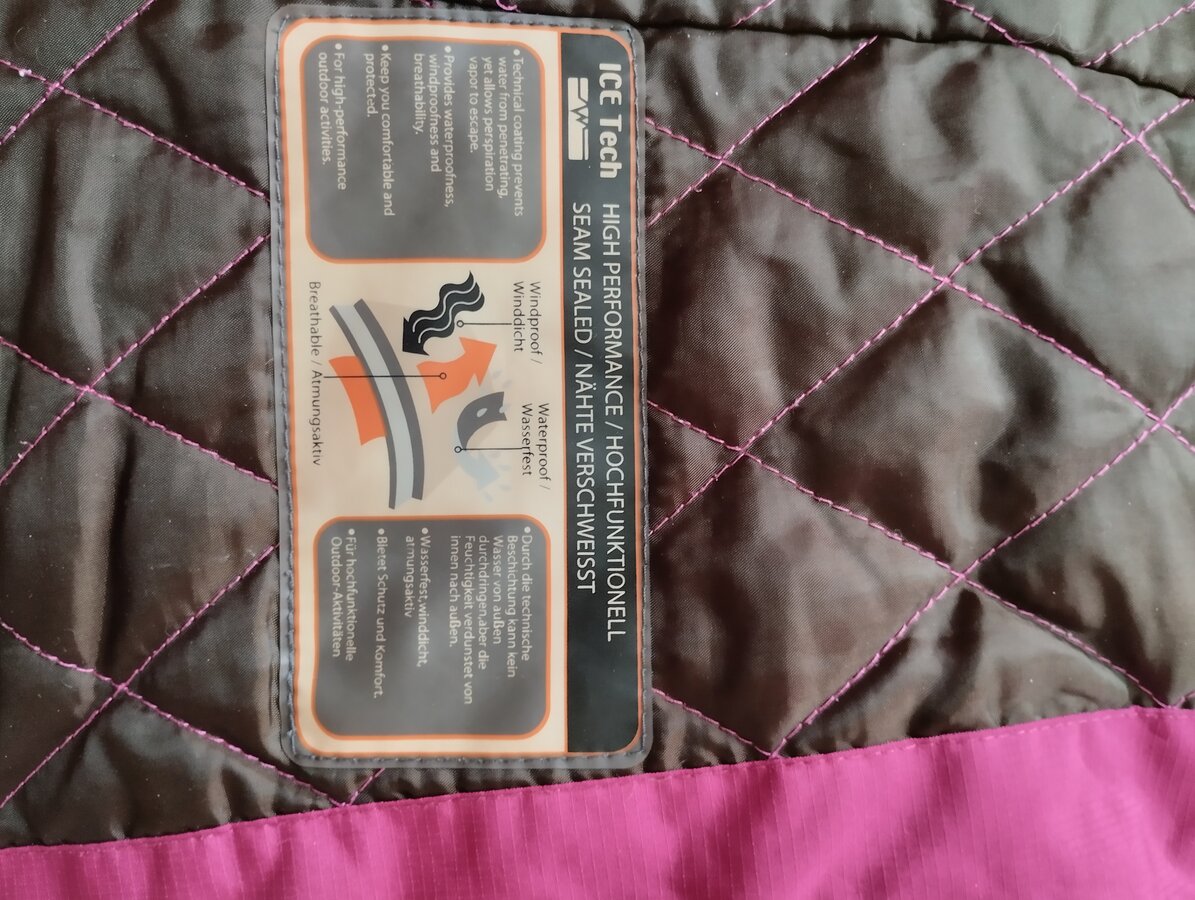 ICE Tech
HIGH PERFORMANCE / HOCHFUNKTIONELL
SEAM SEALED / NÄHTE VERSCHWEISST
•Technical coating prevents
water from penetrating,
yet allows perspiration
vapor to escape.
•Provides waterproofness,
windproofness and
breathability.
•Keep you comfortable and
protected.
•For high-performance
outdoor activities.
Windproof /
Winddicht
Waterproof /
Wasserfest
Breathable / Atmungsaktiv
•Durch die technische
Beschichtung kann kein
Wasser von außen
durchdringen,aber die
Feuchtigkeit verdunstet von
innen nach außen.
•Wasserfest,winddicht,
atmungsaktiv
•Bietet Schutz und Komfort.
•Für hochfunktionelle
Outdoor-Aktivitäten